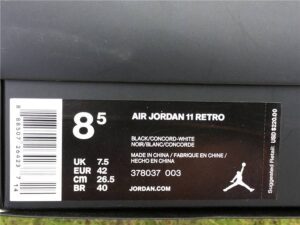 8 5
AIR JORDAN 11 RETRO
BLACK/CONCORD-WHITE
NOIR/BLANC/CONCORDE
MADE IN CHINA / FABRIQUE EN CHINE /
HECHO EN CHINA
UK 7.5
EUR 42
cm 26.5
BR 40
378037 003
JORDAN.COM
Suggested Retail: USD $220.00